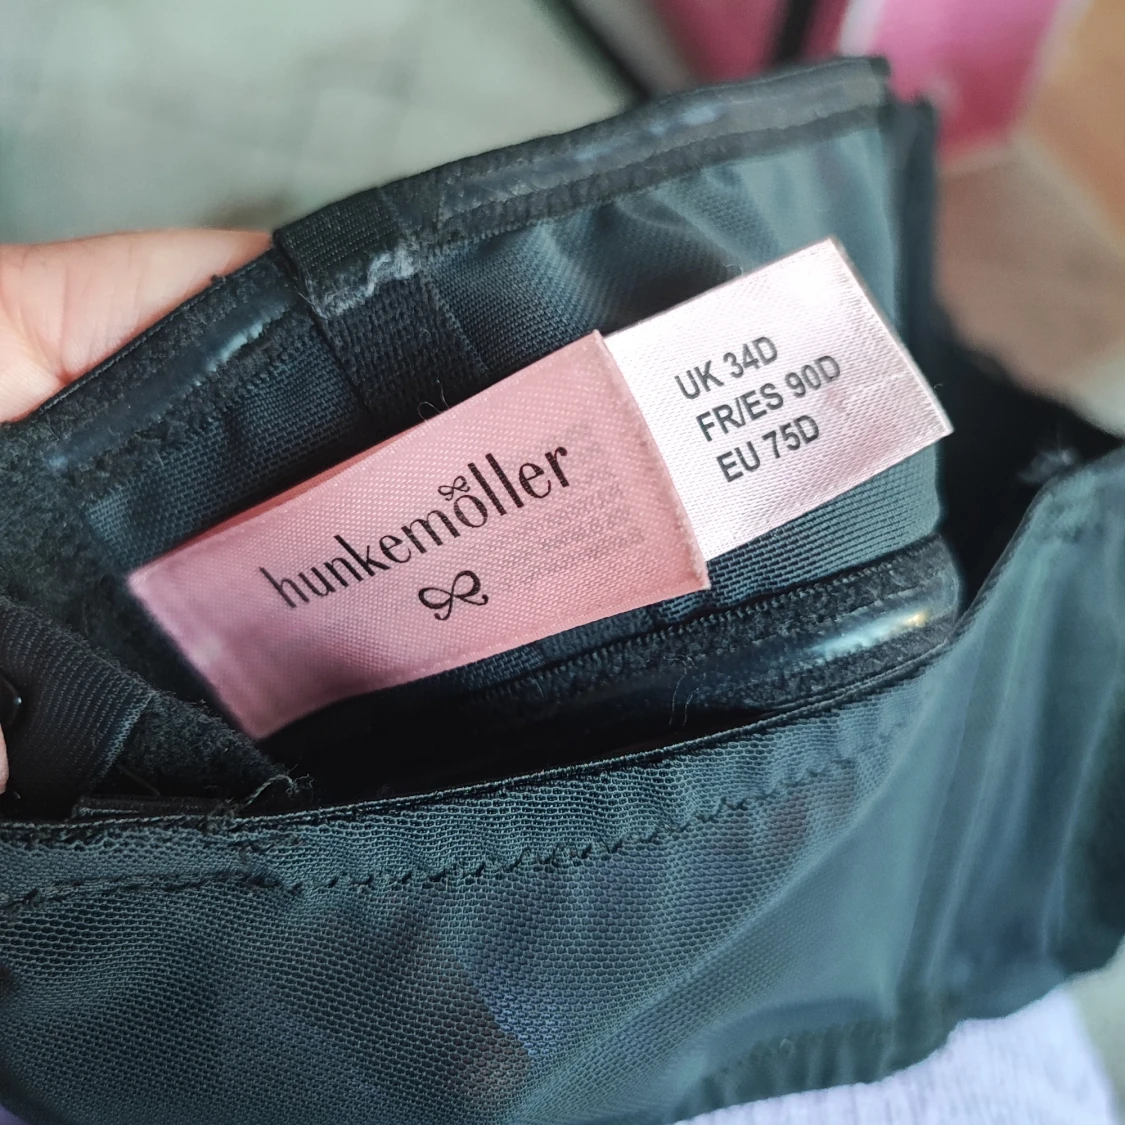 hunkemöller
UK 34D
FR/ES 90D
EU 75D